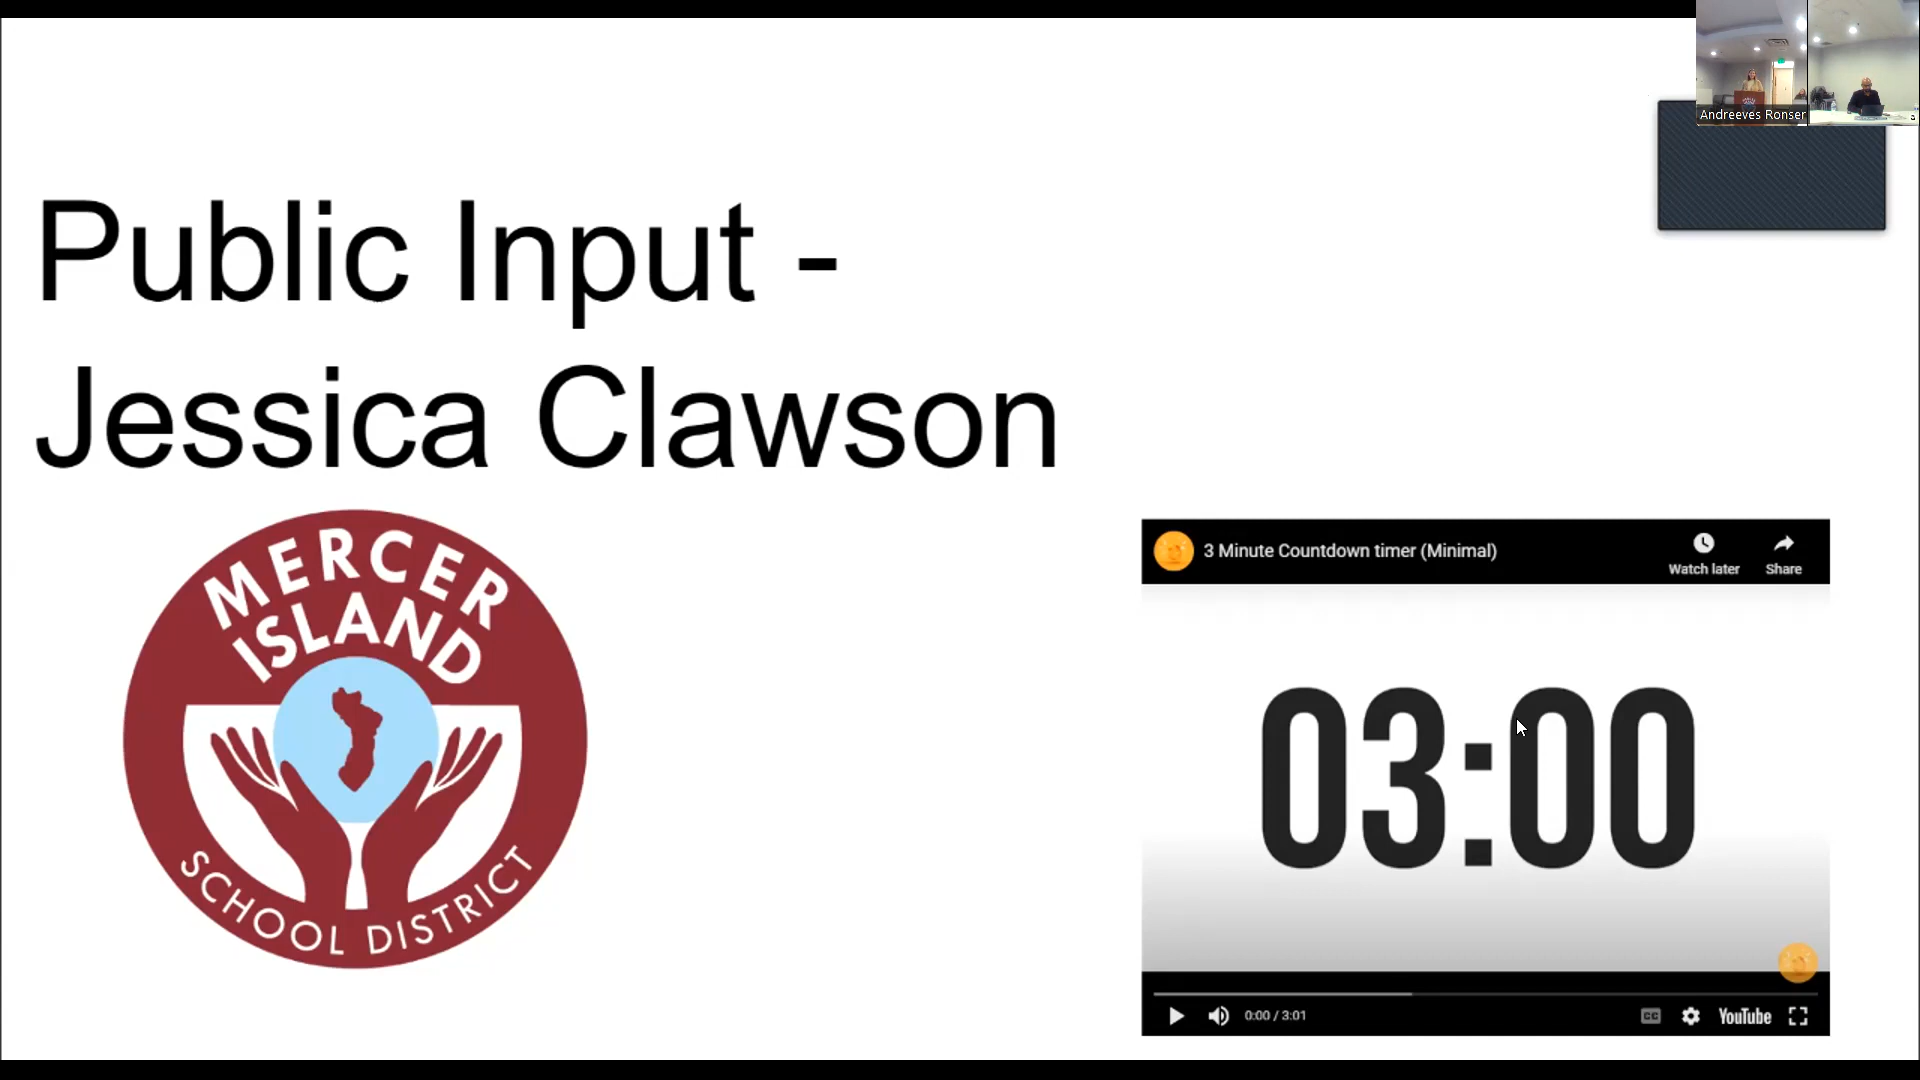 Andreeves Ronser
Public Input -
Jessica Clawson
MERCER
ISLAND
SCHOOL DISTRICT
3 Minute Countdown timer (Minimal)
Watch later
Share
03:00
0:00 / 3:01
CC
YouTube